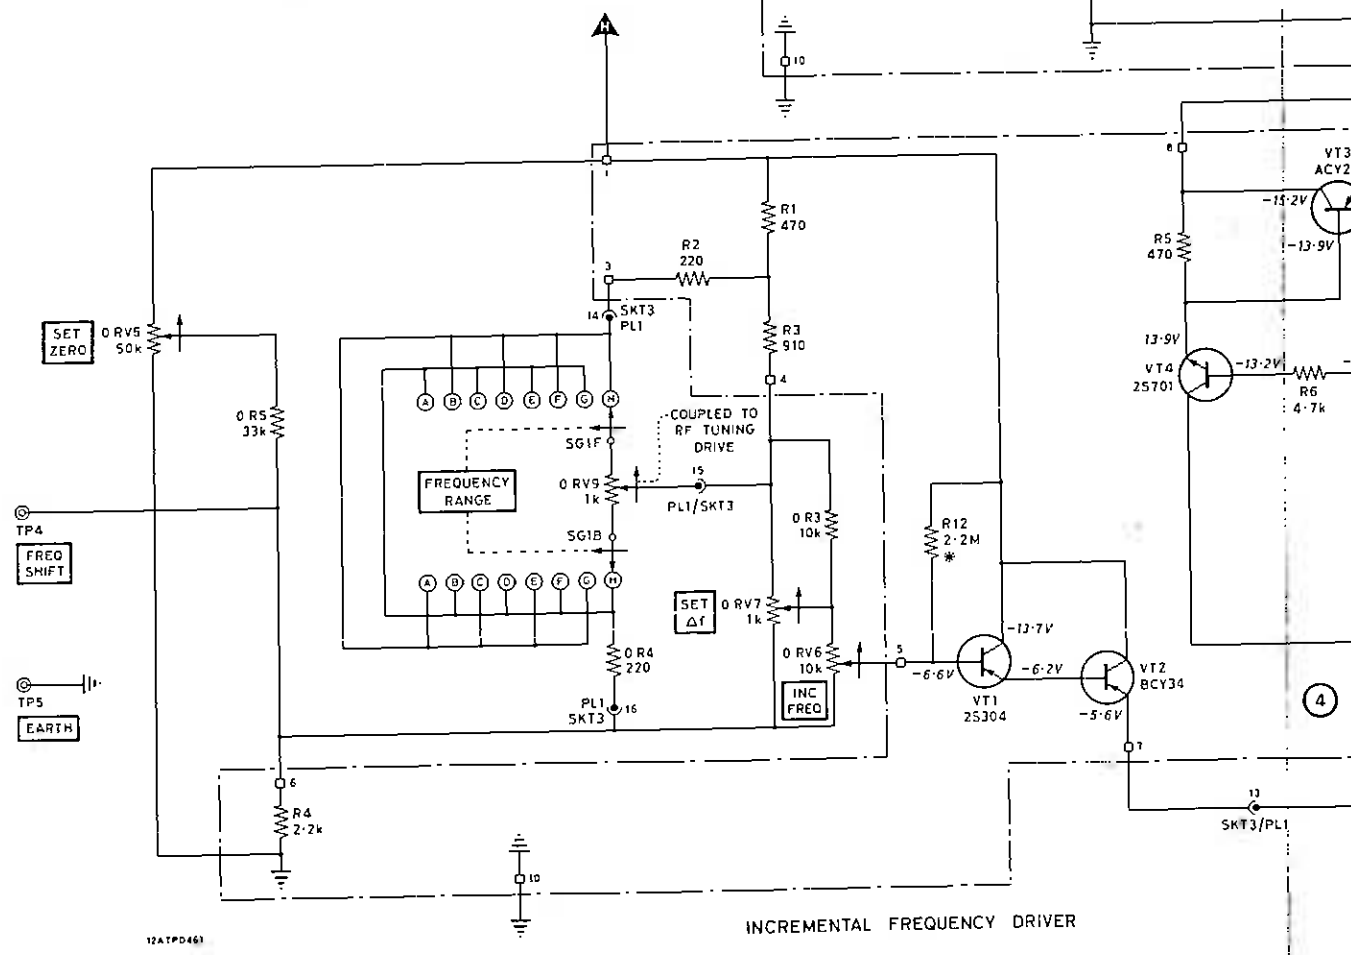 H
10
1
8
VT3
ACY2
-15.2V
-13.9V
R1
470
R2
220
R5
470
3
14
SKT3
PL1
R3
910
SET
ZERO
0 RV5
50k
13.9V
VT4
2S701
-13.2V
R6
4.7k
4
A B C D E F G H
0 R5
33k
COUPLED TO
RF TUNING
DRIVE
SG1F
FREQUENCY
RANGE
0 RV9
1k
15
PL1/SKT3
TP4
FREQ
SHIFT
0 R3
10k
R12
2.2M
*
SG1B
A B C D E F G H
SET
Δf
0 RV7
1k
0 R4
220
0 RV6
10k
INC
FREQ
5
-6.6V
-13.7V
-6.2V
VT1
2S304
VT2
BCY34
-5.6V
4
TP5
EARTH
PL1
SKT3
16
7
6
R4
2.2k
13
SKT3/PL1
10
INCREMENTAL FREQUENCY DRIVER
12ATPD461